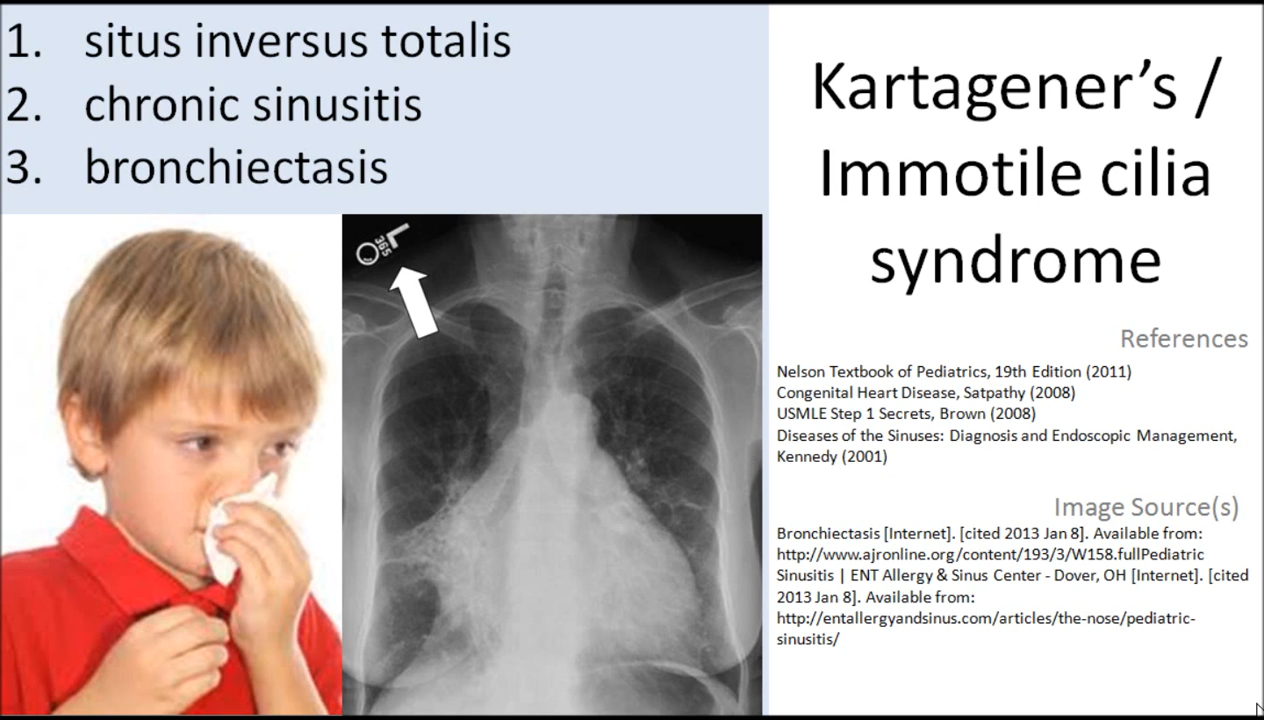 1. situs inversus totalis
2. chronic sinusitis
3. bronchiectasis
365
L
Kartagener’s /
Immotile cilia
syndrome
References
Nelson Textbook of Pediatrics, 19th Edition (2011)
Congenital Heart Disease, Satpathy (2008)
USMLE Step 1 Secrets, Brown (2008)
Diseases of the Sinuses: Diagnosis and Endoscopic Management,
Kennedy (2001)
Image Source(s)
Bronchiectasis [Internet]. [cited 2013 Jan 8]. Available from:
http://www.ajronline.org/content/193/3/W158.fullPediatric
Sinusitis | ENT Allergy & Sinus Center - Dover, OH [Internet]. [cited
2013 Jan 8]. Available from:
http://entallergyandsinus.com/articles/the-nose/pediatric-
sinusitis/